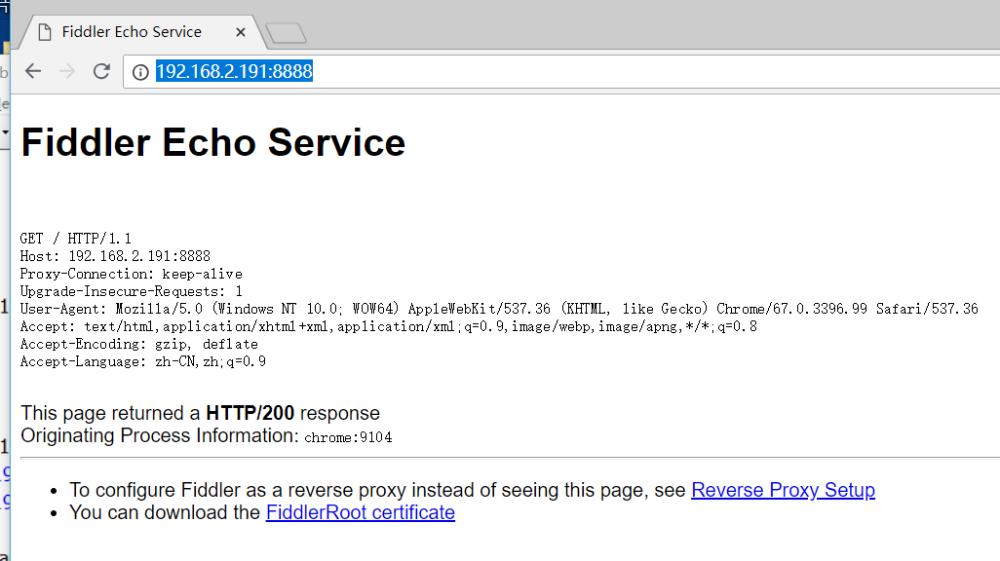 Fiddler Echo Service
192.168.2.191:8888
Fiddler Echo Service
GET / HTTP/1.1
Host: 192.168.2.191:8888
Proxy-Connection: keep-alive
Upgrade-Insecure-Requests: 1
User-Agent: Mozilla/5.0 (Windows NT 10.0; WOW64) AppleWebKit/537.36 (KHTML, like Gecko) Chrome/67.0.3396.99 Safari/537.36
Accept: text/html,application/xhtml+xml,application/xml;q=0.9,image/webp,image/apng,*/*;q=0.8
Accept-Encoding: gzip, deflate
Accept-Language: zh-CN,zh;q=0.9
This page returned a HTTP/200 response
Originating Process Information: chrome:9104
To configure Fiddler as a reverse proxy instead of seeing this page, see Reverse Proxy Setup
You can download the FiddlerRoot certificate